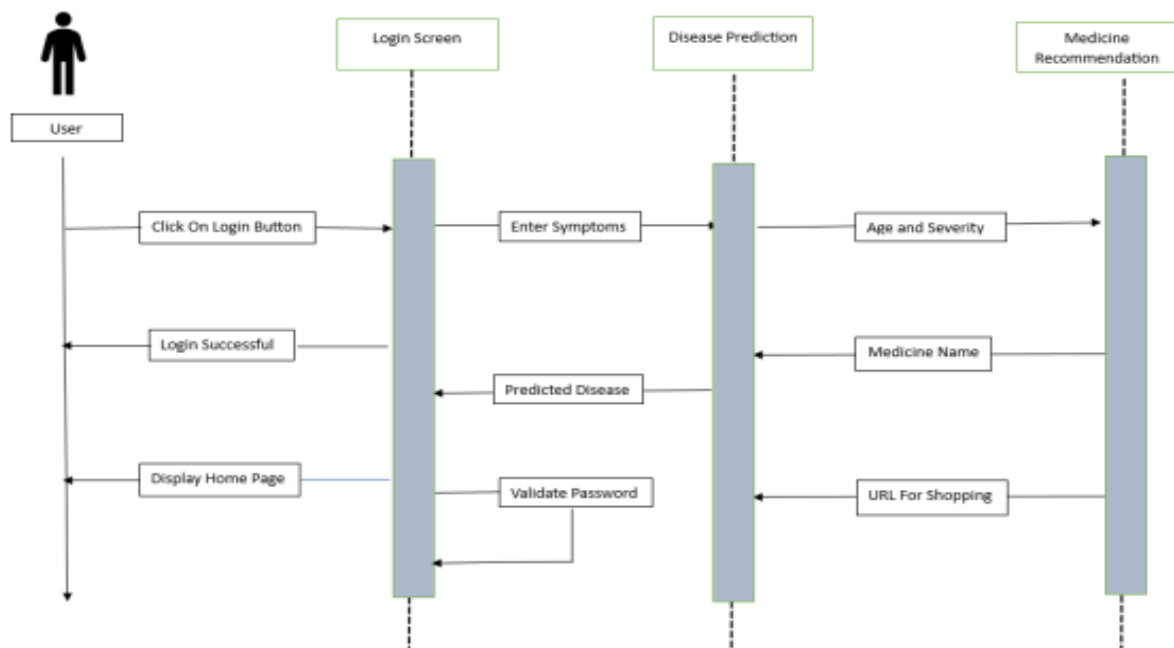 Login Screen
Disease Prediction
Medicine
Recommendation
User
Click On Login Button
Enter Symptoms
Age and Severity
Login Successful
Medicine Name
Predicted Disease
Display Home Page
Validate Password
URL For Shopping